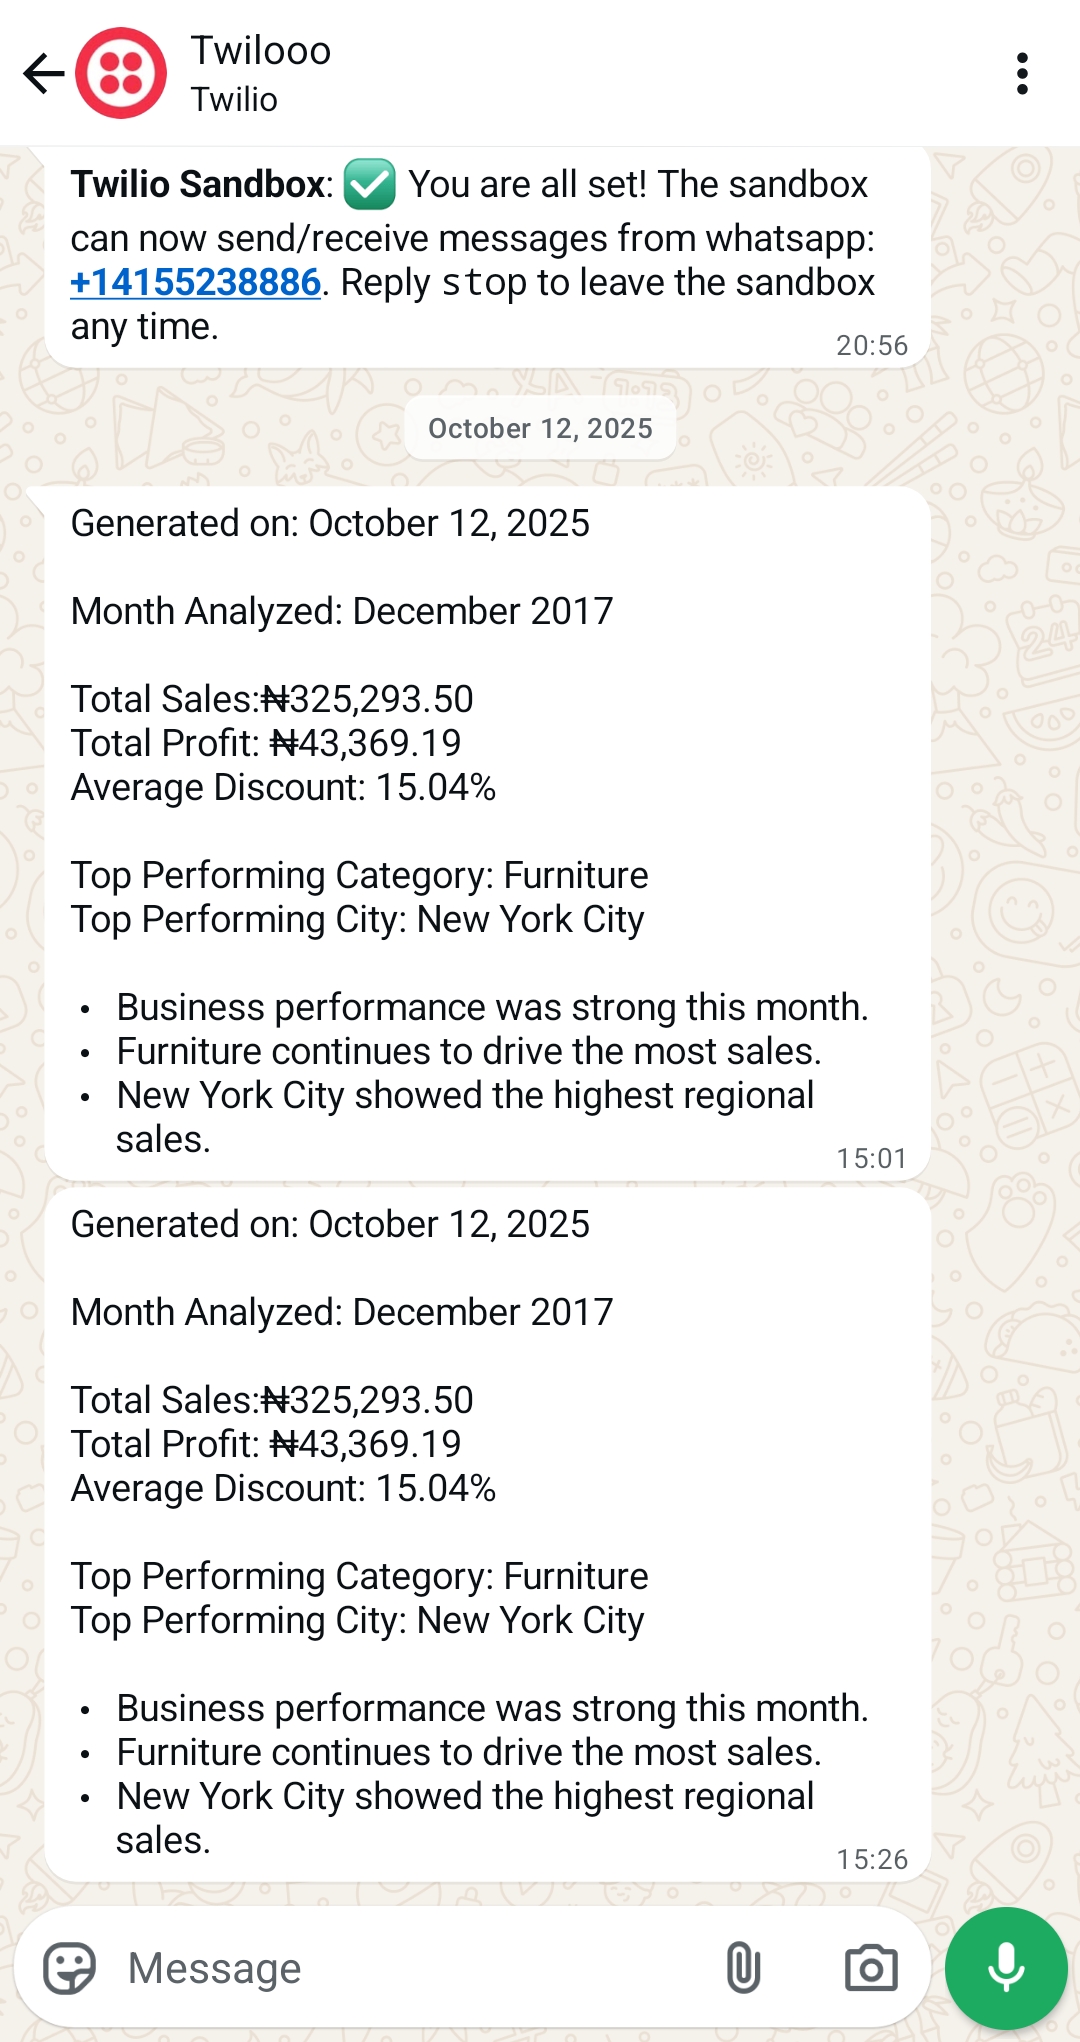 Twilooo
Twilio
Twilio Sandbox: ✅ You are all set! The sandbox
can now send/receive messages from whatsapp:
+14155238886. Reply stop to leave the sandbox
any time.
20:56
October 12, 2025
Generated on: October 12, 2025
Month Analyzed: December 2017
Total Sales:₦325,293.50
Total Profit: ₦43,369.19
Average Discount: 15.04%
Top Performing Category: Furniture
Top Performing City: New York City
• Business performance was strong this month.
• Furniture continues to drive the most sales.
• New York City showed the highest regional
sales.
15:01
Generated on: October 12, 2025
Month Analyzed: December 2017
Total Sales:₦325,293.50
Total Profit: ₦43,369.19
Average Discount: 15.04%
Top Performing Category: Furniture
Top Performing City: New York City
• Business performance was strong this month.
• Furniture continues to drive the most sales.
• New York City showed the highest regional
sales.
15:26
Message